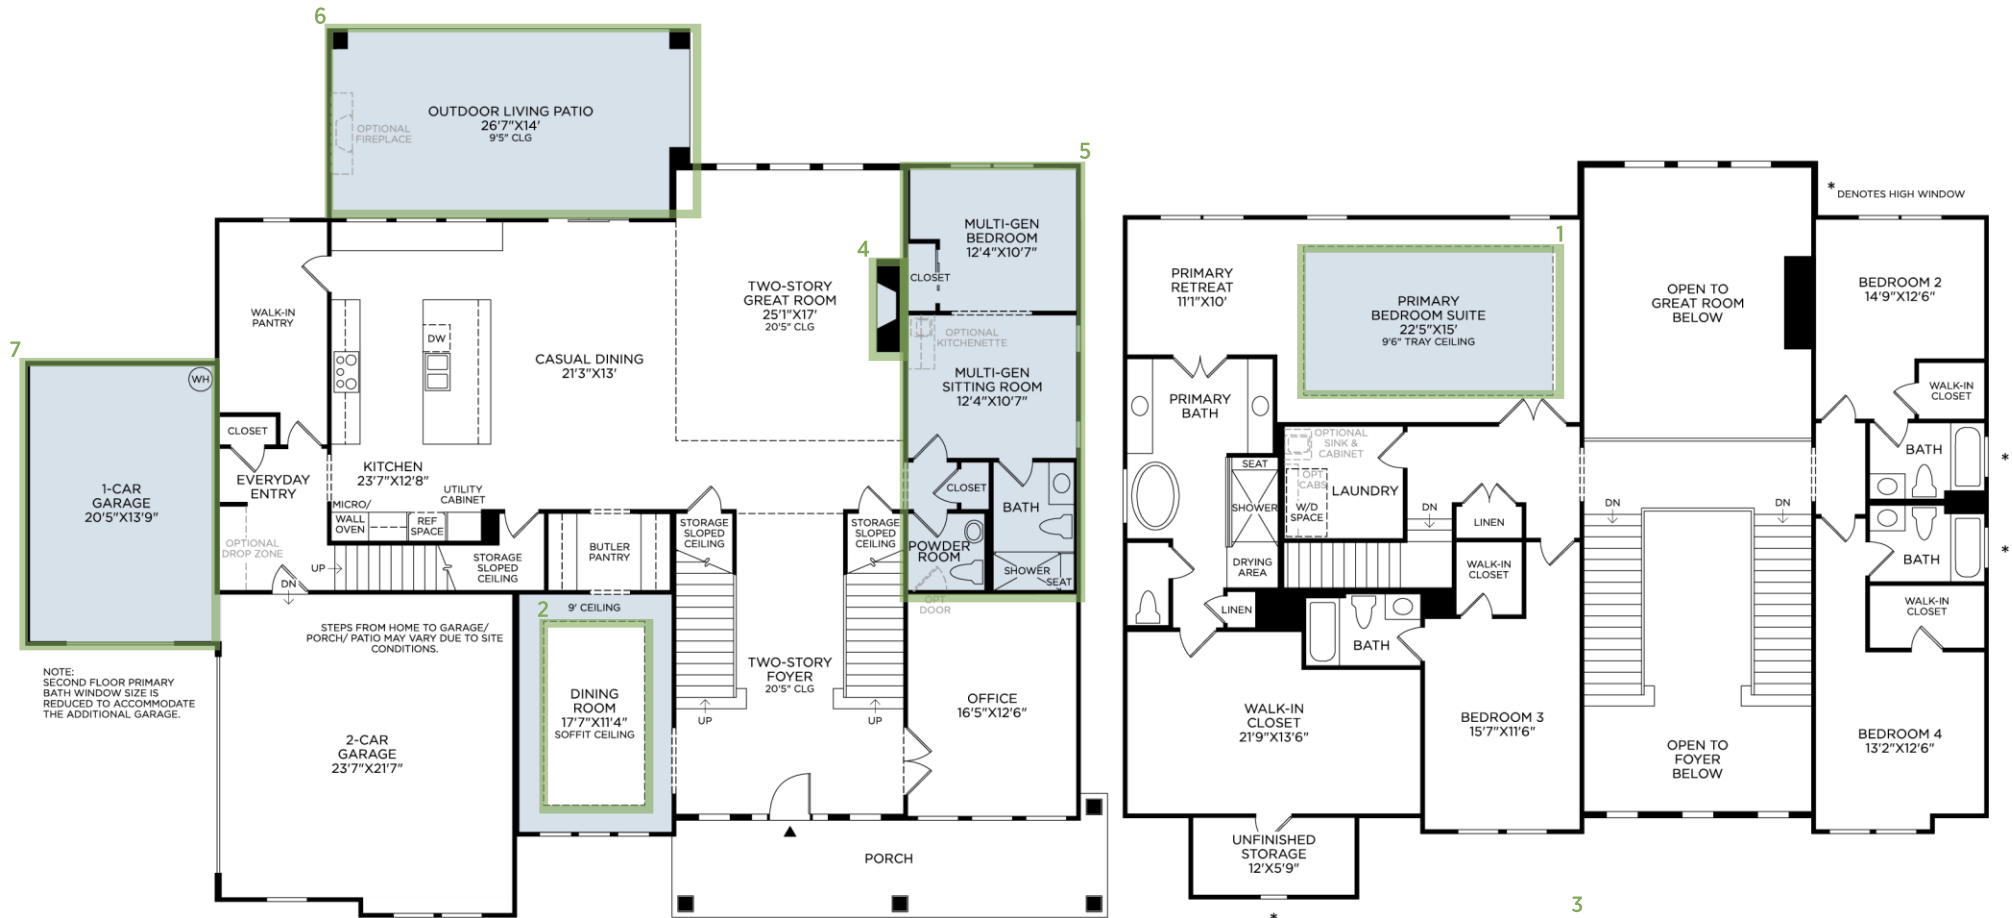 6
OUTDOOR LIVING PATIO
26'7"X14'
9'5" CLG
OPTIONAL
FIREPLACE
5
MULTI-GEN
BEDROOM
12'4"X10'7"
CLOSET
4
TWO-STORY
GREAT ROOM
25'1"X17'
20'5" CLG
WALK-IN
PANTRY
DW
CASUAL DINING
21'3"X13'
OPTIONAL
KITCHENETTE
MULTI-GEN
SITTING ROOM
12'4"X10'7"
7
WH
1-CAR
GARAGE
20'5"X13'9"
CLOSET
EVERYDAY
ENTRY
KITCHEN
23'7"X12'8"
MICRO/
WALL
OVEN
REF
SPACE
UTILITY
CABINET
OPTIONAL
DROP ZONE
UP
DN
STORAGE
SLOPED
CEILING
BUTLER
PANTRY
STORAGE
SLOPED
CEILING
STORAGE
SLOPED
CEILING
CLOSET
BATH
POWDER
ROOM
SHOWER
SEAT
OPT
DOOR
2
9' CEILING
STEPS FROM HOME TO GARAGE/
PORCH/ PATIO MAY VARY DUE TO SITE
CONDITIONS.
NOTE:
SECOND FLOOR PRIMARY
BATH WINDOW SIZE IS
REDUCED TO ACCOMMODATE
THE ADDITIONAL GARAGE.
2-CAR
GARAGE
23'7"X21'7"
DINING
ROOM
17'7"X11'4"
SOFFIT CEILING
TWO-STORY
FOYER
20'5" CLG
UP
UP
OFFICE
16'5"X12'6"
PORCH
* DENOTES HIGH WINDOW
1
PRIMARY
RETREAT
11'1"X10'
PRIMARY
BEDROOM SUITE
22'5"X15'
9'6" TRAY CEILING
OPEN TO
GREAT ROOM
BELOW
BEDROOM 2
14'9"X12'6"
WALK-IN
CLOSET
PRIMARY
BATH
OPTIONAL
SINK &
CABINET
OPT
CABS
LAUNDRY
W/D
SPACE
SEAT
SHOWER
DRYING
AREA
DN
LINEN
WALK-IN
CLOSET
LINEN
BATH
DN
DN
BATH
*
BATH
*
WALK-IN
CLOSET
WALK-IN
CLOSET
21'9"X13'6"
BEDROOM 3
15'7"X11'6"
OPEN TO
FOYER
BELOW
BEDROOM 4
13'2"X12'6"
UNFINISHED
STORAGE
12'X5'9"
*
3